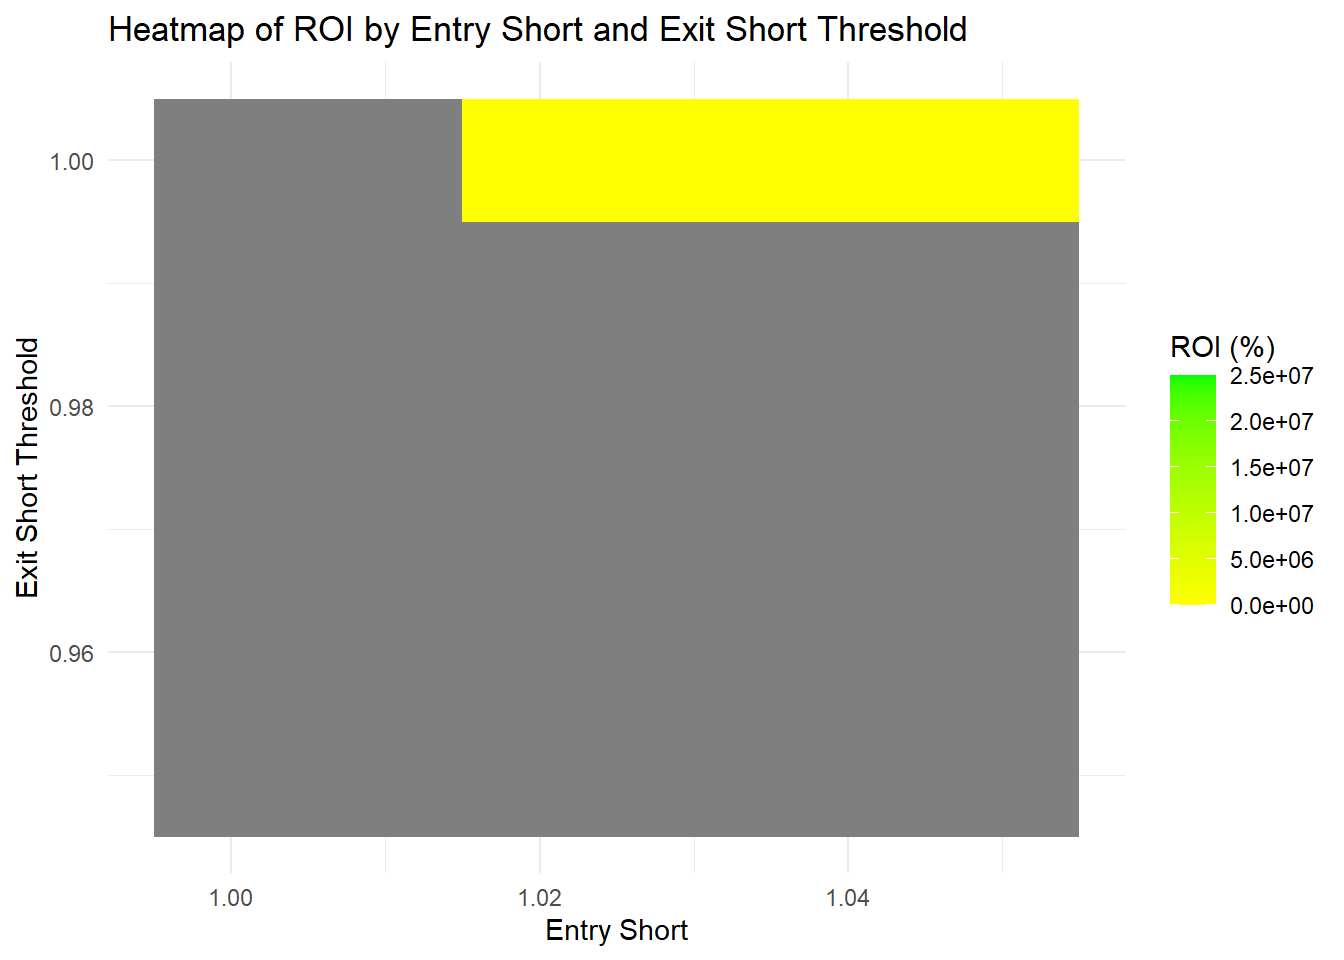 Heatmap of ROI by Entry Short and Exit Short Threshold
1.00
0.98
0.96
Exit Short Threshold
1.00
1.02
1.04
Entry Short
ROI (%)
2.5e+07
2.0e+07
1.5e+07
1.0e+07
5.0e+06
0.0e+00